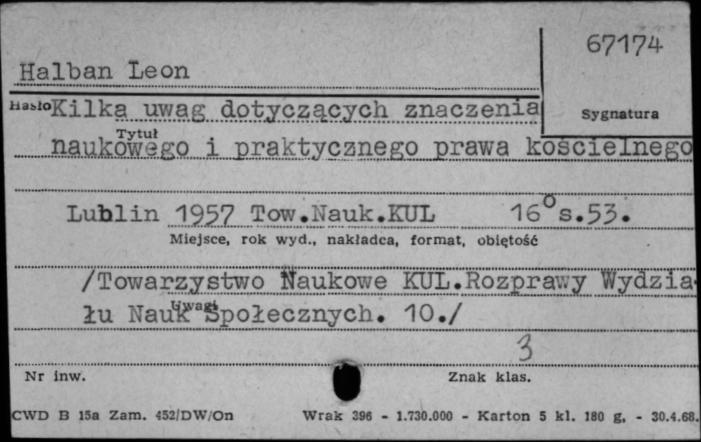 67174
Halban Leon
Hasło Kilka uwag dotyczących znaczenia
Sygnatura
Tytuł
naukowego i praktycznego prawa kościelnego
Lublin 1957 Tow.Nauk.KUL 16° s.53.
Miejsce, rok wyd., nakładca, format, objętość
/Towarzystwo Naukowe KUL.Rozprawy Wydzia-
Uwagi
łu Nauk Społecznych. 10./
3
Nr inw. Znak klas.
CWD B 15a Zam. 452/DW/On Wrak 396 - 1.730.000 - Karton 5 kl. 180 g. - 30.4.68.